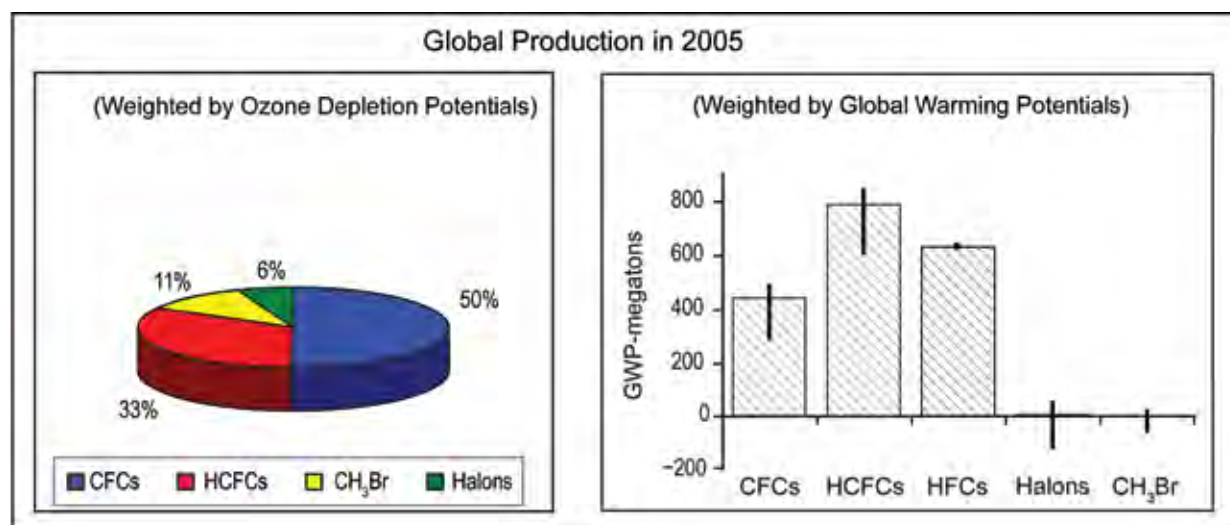 Global Production in 2005
(Weighted by Ozone Depletion Potentials)
11%
6%
50%
33%
CFCs HCFCs CH₃Br Halons
(Weighted by Global Warming Potentials)
GWP-megatons
800
600
400
200
0
−200
CFCs HCFCs HFCs Halons CH₃Br